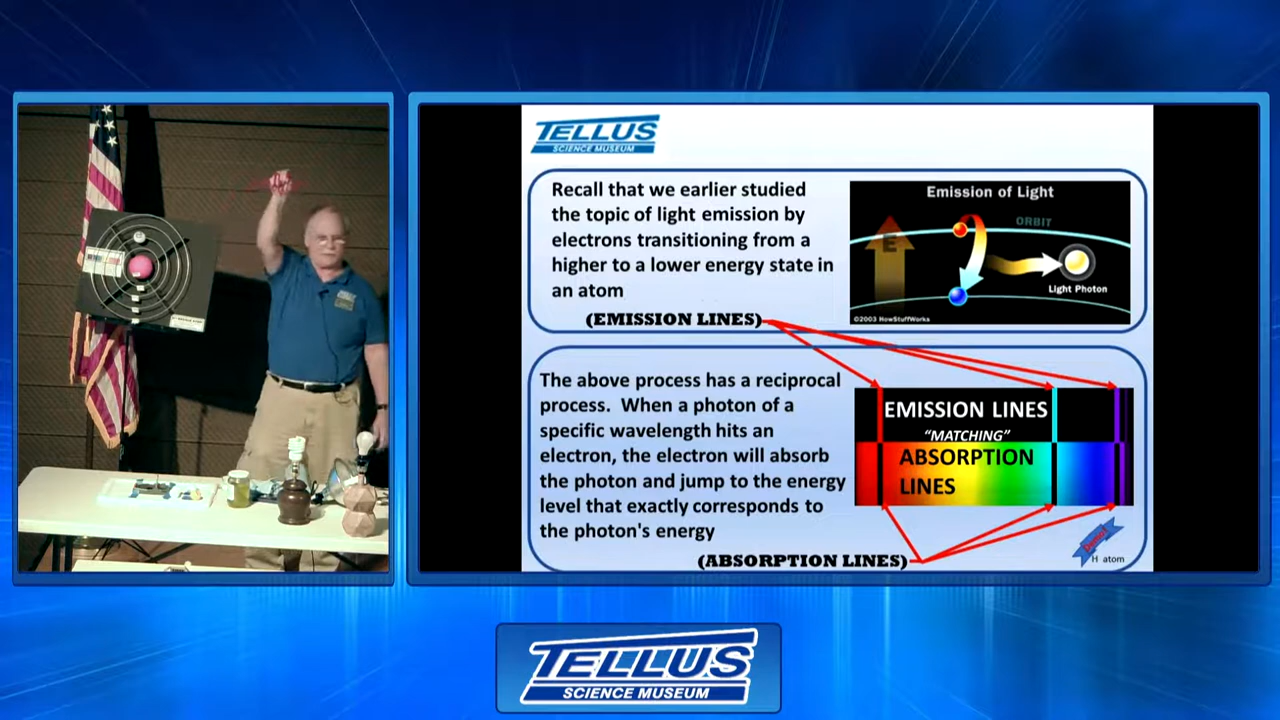 TELLUS
SCIENCE MUSEUM
Recall that we earlier studied
the topic of light emission by
electrons transitioning from a
higher to a lower energy state in
an atom
(EMISSION LINES)
Emission of Light
ORBIT
E
Light Photon
©2003 HowStuffWorks
The above process has a reciprocal
process. When a photon of a
specific wavelength hits an
electron, the electron will absorb
the photon and jump to the energy
level that exactly corresponds to
the photon's energy
(ABSORPTION LINES)
EMISSION LINES
"MATCHING"
ABSORPTION
LINES
H atom
TELLUS
SCIENCE MUSEUM